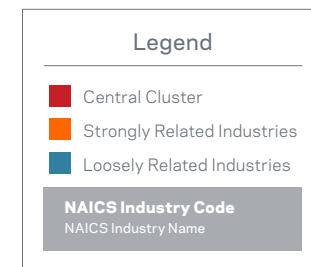 Legend
Central Cluster
Strongly Related Industries
Loosely Related Industries
NAICS Industry Code
NAICS Industry Name